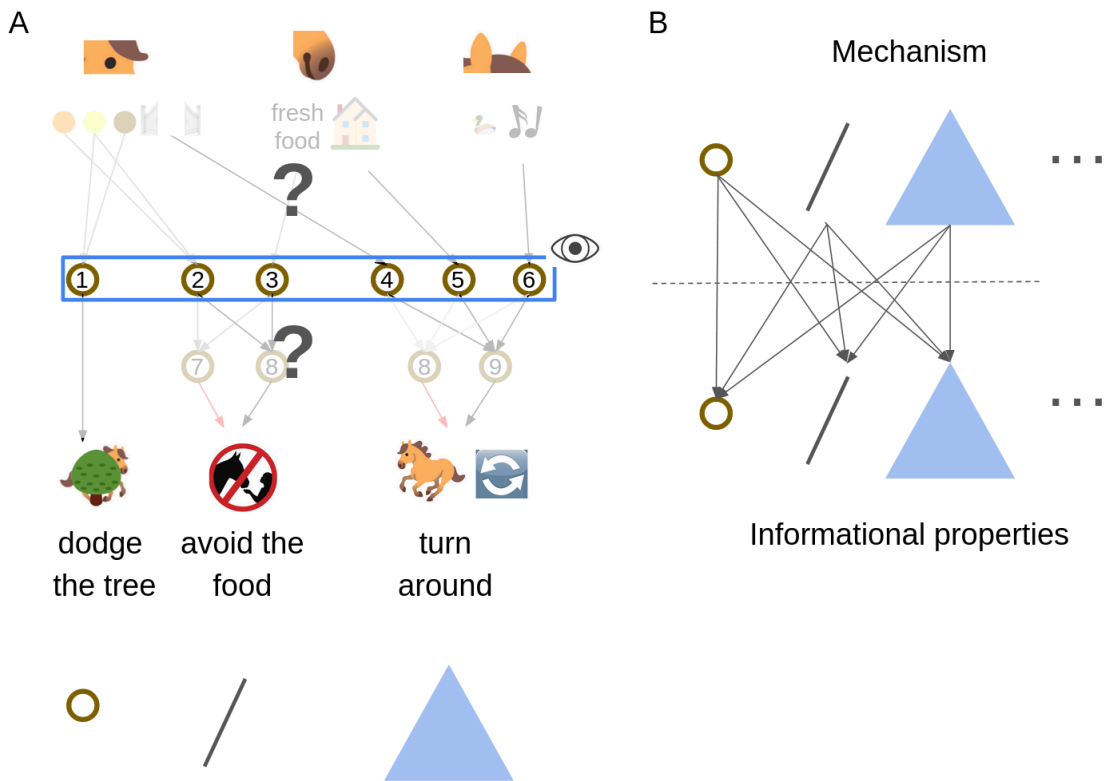 A
B
Mechanism
fresh
food
?
1 2 3 4 5 6
?
7 8 8 9
...
...
dodge
the tree
avoid the
food
turn
around
Informational properties